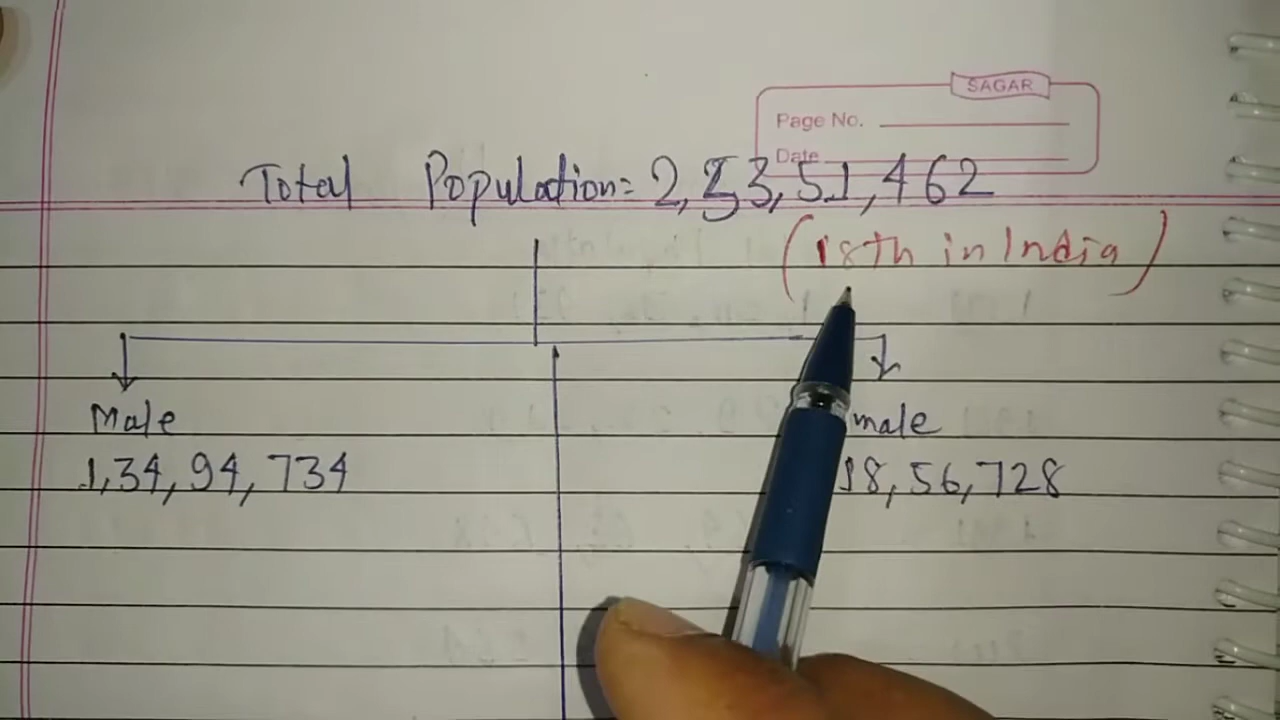 SAGAR
Page No.
Date
Total Population = 2,53,51,462
(18th in India)
Male male
1,34,94,734 18,56,728